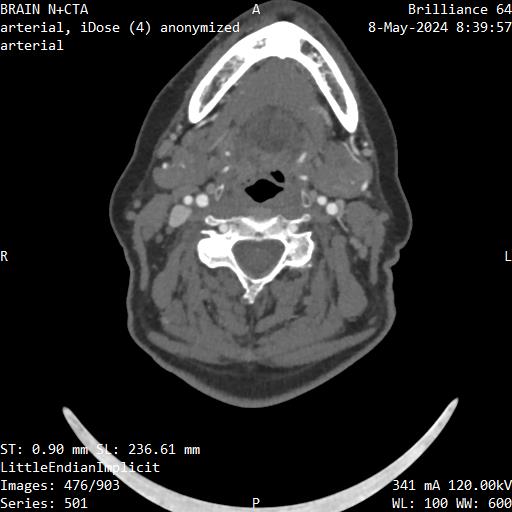 BRAIN N+CTA
A
Brilliance 64
arterial, iDose (4) anonymized
8-May-2024 8:39:57
arterial
R
L
ST: 0.90 mm SL: 236.61 mm
LittleEndianImplicit
Images: 476/903
341 mA 120.00kV
Series: 501
P
WL: 100 WW: 600